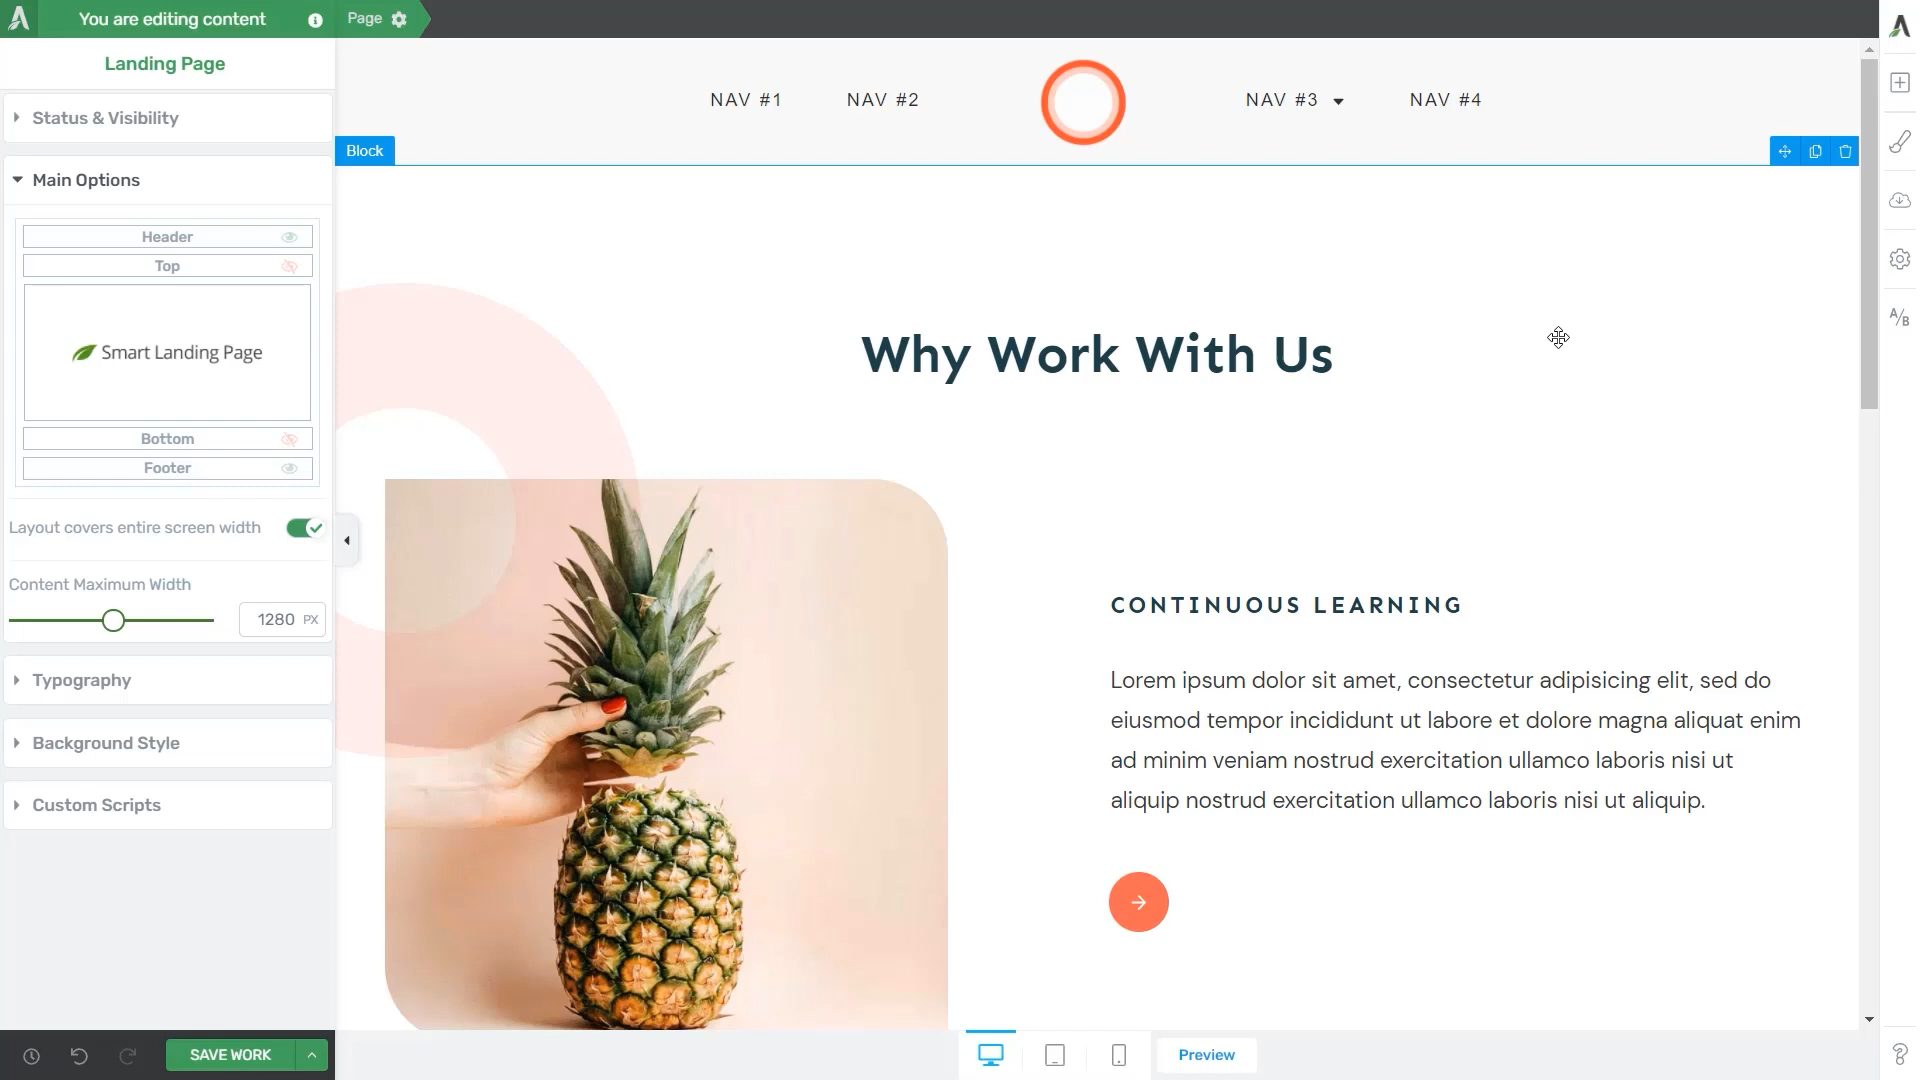 You are editing content
Page
Landing Page
Status & Visibility
Main Options
Header
Top
Smart Landing Page
Bottom
Footer
Layout covers entire screen width
Content Maximum Width
1280 PX
Typography
Background Style
Custom Scripts
SAVE WORK
NAV #1
NAV #2
NAV #3
NAV #4
Block
Why Work With Us
CONTINUOUS LEARNING
Lorem ipsum dolor sit amet, consectetur adipisicing elit, sed do
eiusmod tempor incididunt ut labore et dolore magna aliquat enim
ad minim veniam nostrud exercitation ullamco laboris nisi ut
aliquip nostrud exercitation ullamco laboris nisi ut aliquip.
Preview
A/B